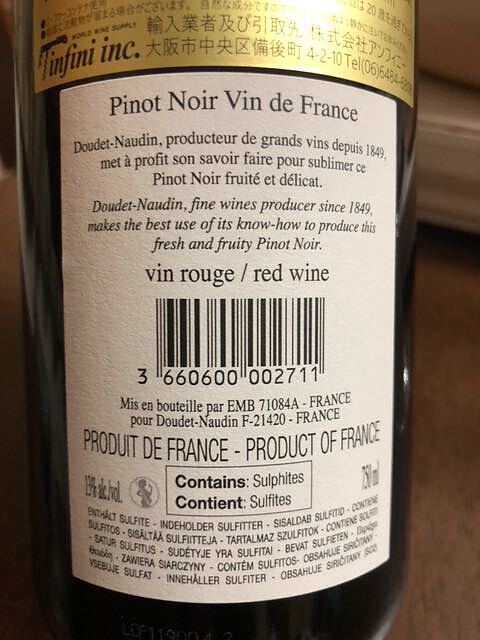 WORLD WINE SUPPLY
infini inc.
輸入業者及び引取先 株式会社アンフィニー
大阪市中央区備後町 4-2-10 Tel(06)6484-
Pinot Noir Vin de France
Doudet-Naudin, producteur de grands vins depuis 1849,
met à profit son savoir faire pour sublimer ce
Pinot Noir fruité et délicat.
Doudet-Naudin, fine wines producer since 1849,
makes the best use of its know-how to produce this
fresh and fruity Pinot Noir.
vin rouge / red wine
3 660600 002711
Mis en bouteille par EMB 71084A - FRANCE
pour Doudet-Naudin F-21420 - FRANCE
PRODUIT DE FRANCE - PRODUCT OF FRANCE
13% alc./vol.
Contains: Sulphites
Contient: Sulfites
750 ml
ENTHÄLT SULFITE - INDEHOLDER SULFITTER - SISALDAB SULFITID - CONTIENE
SULFITOS - SISÄLTÄÄ SULFIITTEJA - TARTALMAZ SZULFITOK - CONTIENE SOLFITI
- SATUR SULFITUS - SUDĖTYJE YRA SULFITAI - BEVAT SULFIETEN -
- ZAWIERA SIARCZYNY - CONTÉM SULFITOS- OBSAHUJE SIRIČITANY -
VSEBUJE SULFAT - INNEHÅLLER SULFITER - OBSAHUJE SIRIČITANY (SO2)